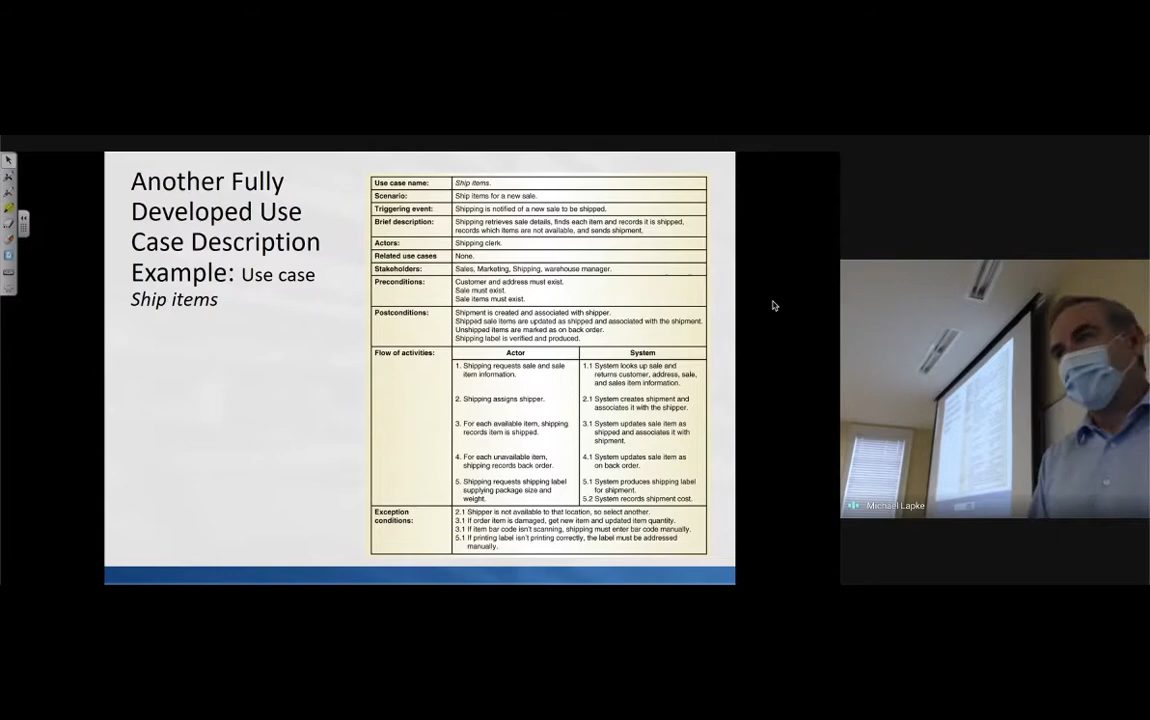 Another Fully
Developed Use
Case Description
Example: Use case
Ship items
Use case name: Ship items.
Scenario: Ship items for a new sale.
Triggering event: Shipping is notified of a new sale to be shipped.
Brief description: Shipping retrieves sale details, finds each item and records it is shipped,
records which items are not available, and sends shipment.
Actors: Shipping clerk.
Related use cases None.
Stakeholders: Sales, Marketing, Shipping, warehouse manager.
Preconditions: Customer and address must exist.
Sale must exist.
Sale items must exist.
Postconditions: Shipment is created and associated with shipper.
Shipped sale items are updated as shipped and associated with the shipment.
Unshipped items are marked as on back order.
Shipping label is verified and produced.
Flow of activities: Actor System
1. Shipping requests sale and sale
item information.
1.1 System looks up sale and
returns customer, address, sale,
and sales item information.
2. Shipping assigns shipper.
2.1 System creates shipment and
associates it with the shipper.
3. For each available item, shipping
records item is shipped.
3.1 System updates sale item as
shipped and associates it with
shipment.
4. For each unavailable item,
shipping records back order.
4.1 System updates sale item as
on back order.
5. Shipping requests shipping label
supplying package size and
weight.
5.1 System produces shipping label
for shipment.
5.2 System records shipment cost.
Exception
conditions:
2.1 Shipper is not available to that location, so select another.
3.1 If order item is damaged, get new item and updated item quantity.
3.1 If item bar code isn't scanning, shipping must enter bar code manually.
5.1 If printing label isn't printing correctly, the label must be addressed
manually.
Michael Lapke